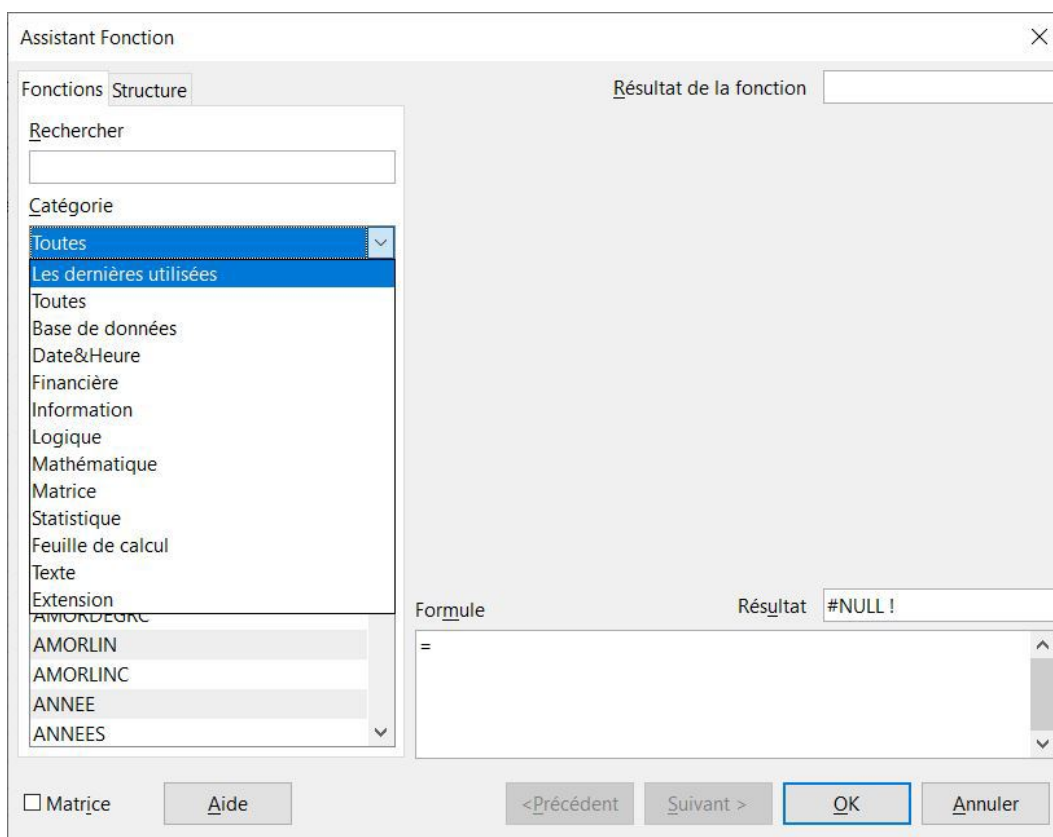 Assistant Fonction
Fonctions Structure
Résultat de la fonction
Rechercher
Catégorie
Toutes
Les dernières utilisées
Toutes
Base de données
Date&Heure
Financière
Information
Logique
Mathématique
Matrice
Statistique
Feuille de calcul
Texte
Extension
AMORDEGRC
AMORLIN
AMORLINC
ANNEE
ANNEES
Formule
Résultat #NULL !
=
Matrice
Aide
<Précédent
Suivant >
OK
Annuler